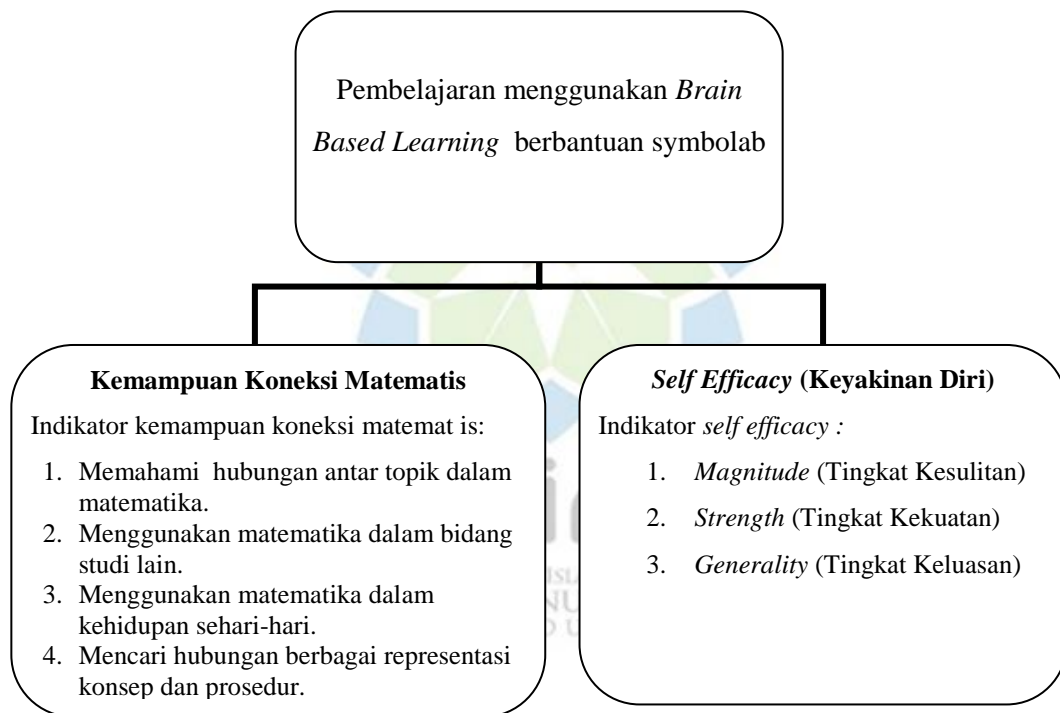 Pembelajaran menggunakan Brain
Based Learning berbantuan symbolab
Kemampuan Koneksi Matematis
Indikator kemampuan koneksi matemat is:
1. Memahami hubungan antar topik dalam
matematika.
2. Menggunakan matematika dalam bidang
studi lain.
3. Menggunakan matematika dalam
kehidupan sehari-hari.
4. Mencari hubungan berbagai representasi
konsep dan prosedur.
Self Efficacy (Keyakinan Diri)
Indikator self efficacy :
1. Magnitude (Tingkat Kesulitan)
2. Strength (Tingkat Kekuatan)
3. Generality (Tingkat Keluasan)